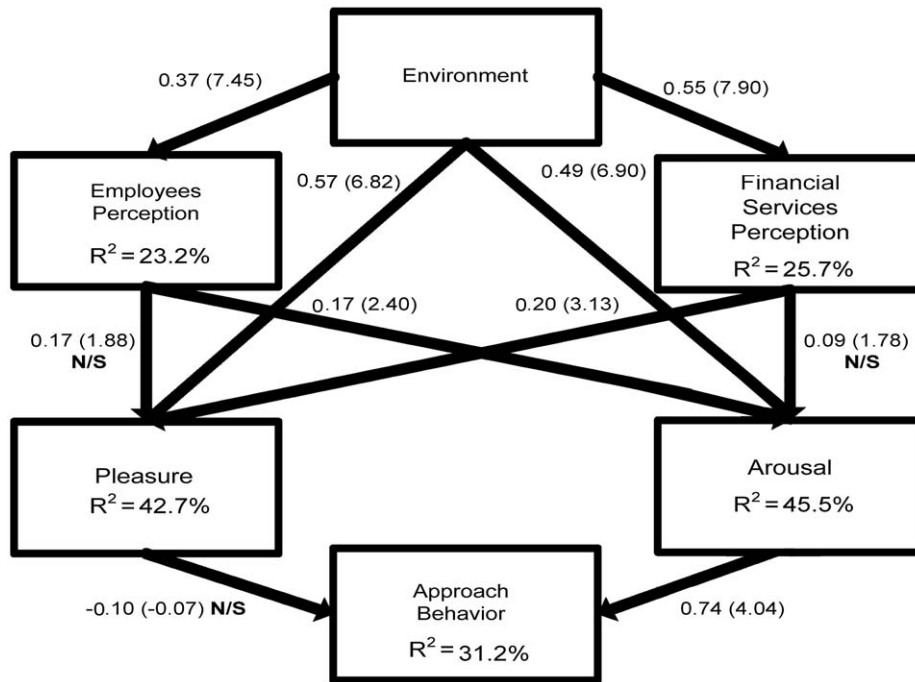 Environment
0.37 (7.45)
0.55 (7.90)
Employees
Perception
R² = 23.2%
0.57 (6.82)
0.49 (6.90)
Financial
Services
Perception
R² = 25.7%
0.17 (1.88)
N/S
0.17 (2.40)
0.20 (3.13)
0.09 (1.78)
N/S
Pleasure
R² = 42.7%
Arousal
R² = 45.5%
-0.10 (-0.07) N/S
Approach
Behavior
R² = 31.2%
0.74 (4.04)